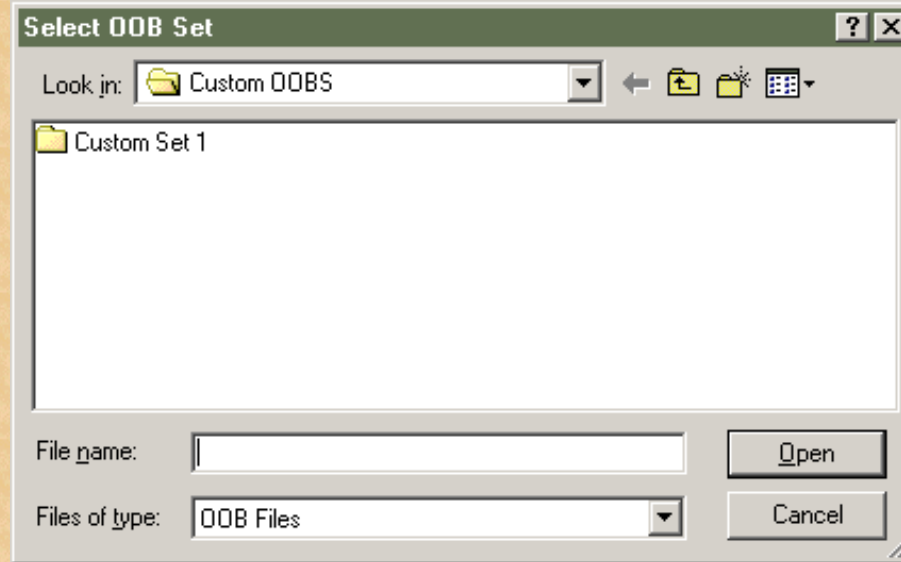 Select OOB Set
Look in: Custom OOBS
Custom Set 1
File name:
Open
Files of type: OOB Files
Cancel